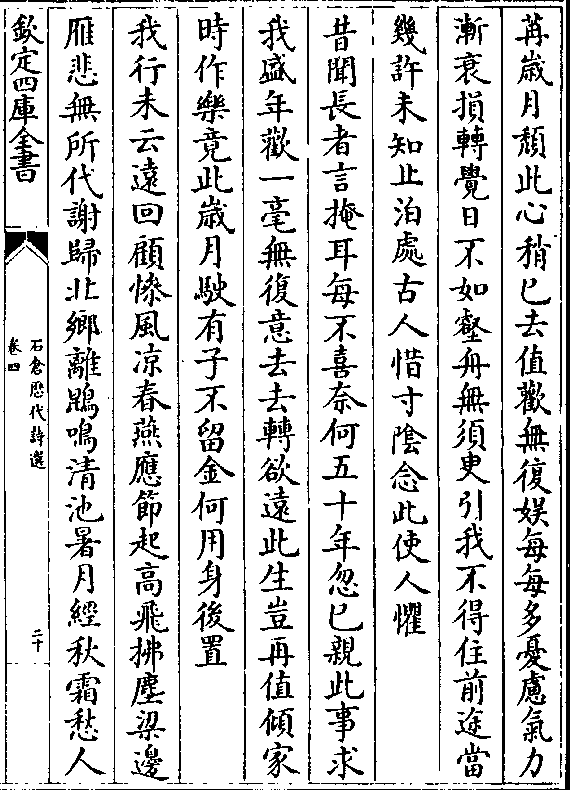 苒歳月頽此心稍已去值歡無復娱每每多憂慮氣力
漸衰損轉覺日不如壑舟無須㬰引我不得住前途當
幾許未知止泊處古人惜寸隂念此使人懼
昔聞長者言掩耳每不喜奈何五十年忽已親此事求
我盛年歡一毫無復意去去轉欲遠此生豈再值傾家
時作樂竟此歳月駛有子不留金何用身後置
我行未云遠回顧慘風凉春燕應節起高飛拂塵梁邊
雁悲無所代謝歸北鄉離鵾鳴清池暑月經秋霜愁人
欽定四庫全書
石倉歴代詩選
卷四
二十